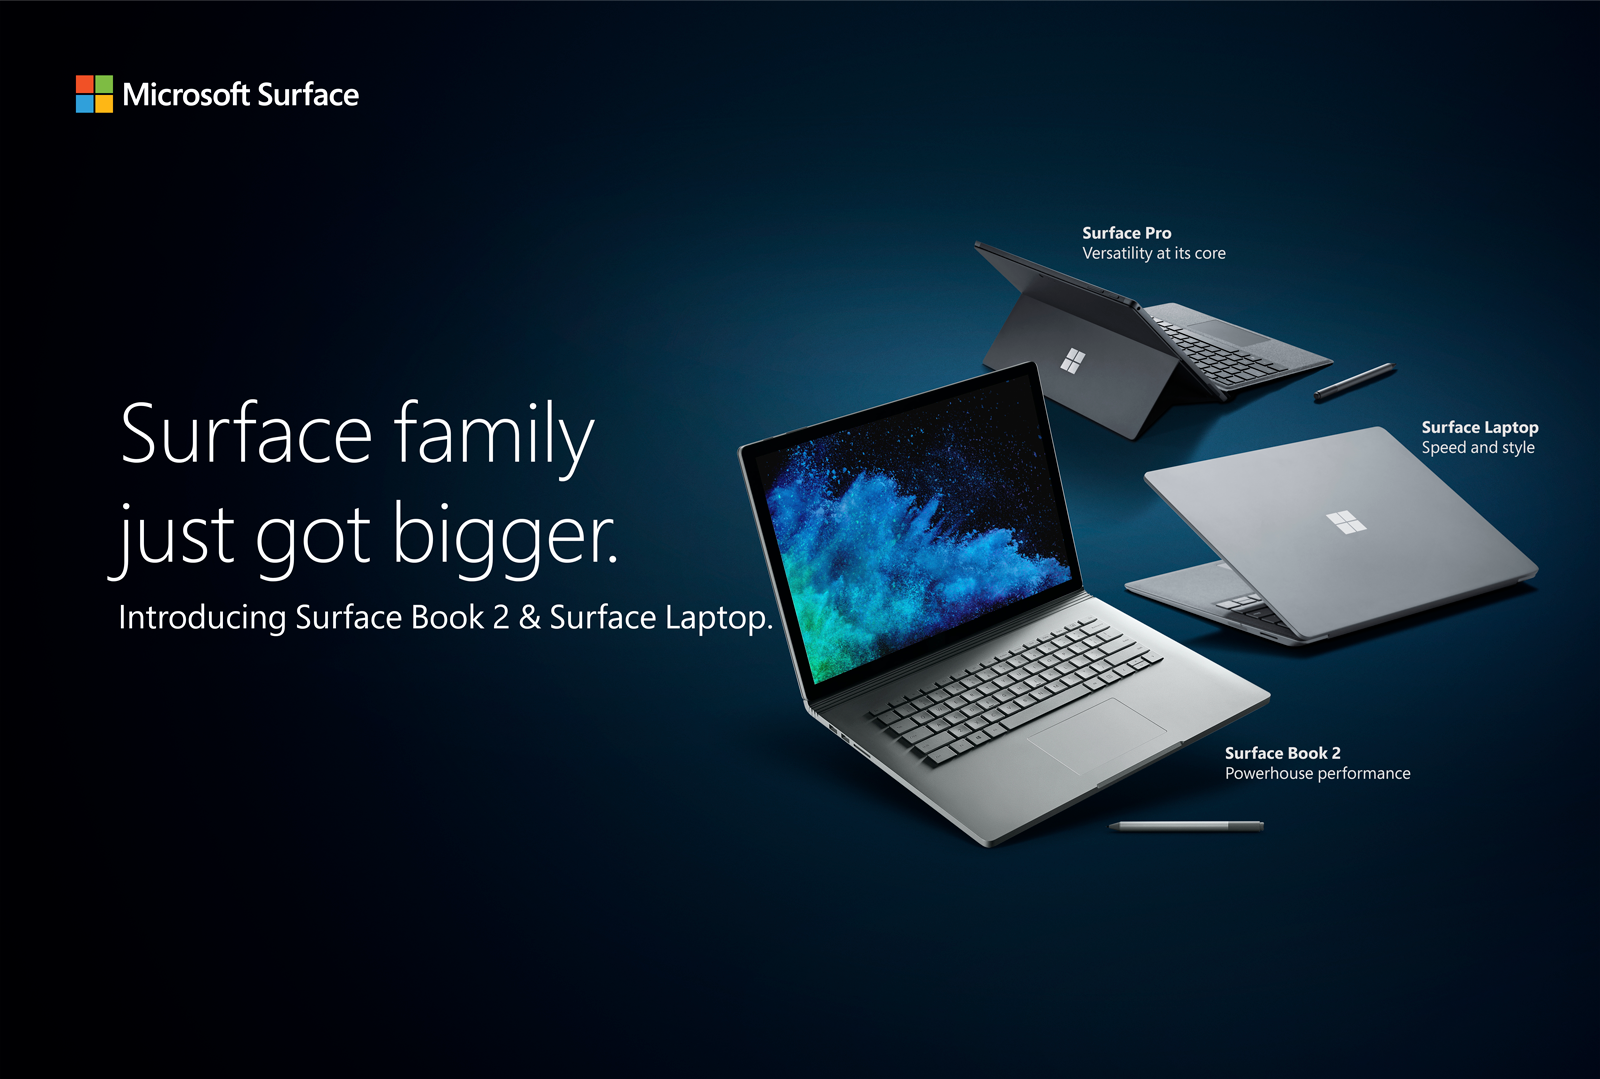 Microsoft Surface
Surface Pro
Versatility at its core
Surface family
just got bigger.
Introducing Surface Book 2 & Surface Laptop.
Surface Laptop
Speed and style
Surface Book 2
Powerhouse performance